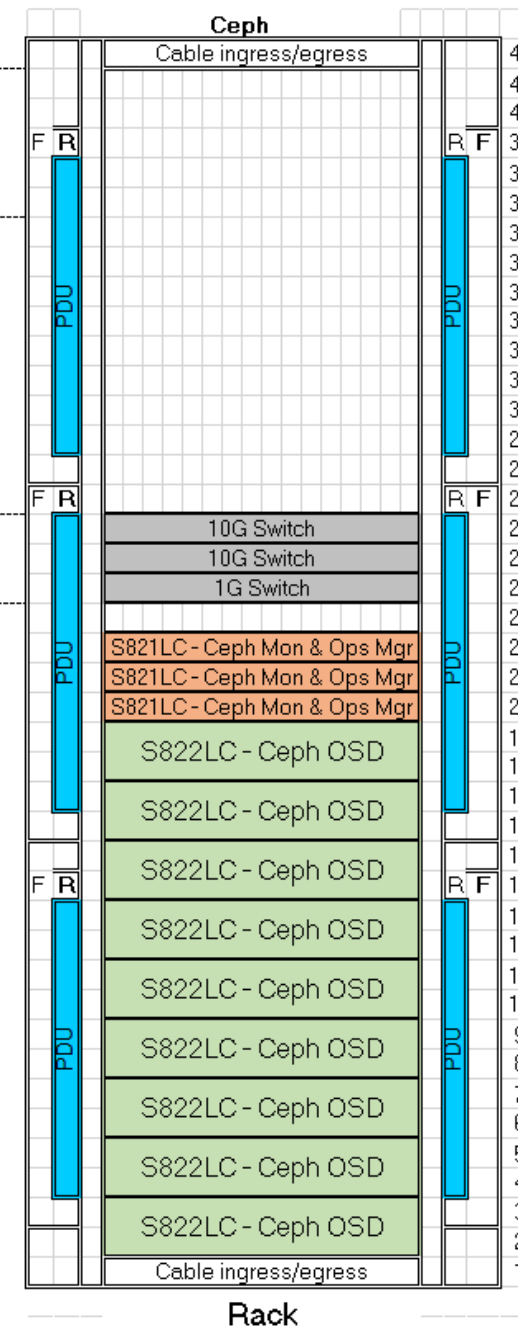 Ceph
Cable ingress/egress
F R
R F
PDU
PDU
F R
R F
10G Switch
10G Switch
1G Switch
PDU
PDU
S821LC - Ceph Mon & Ops Mgr
S821LC - Ceph Mon & Ops Mgr
S821LC - Ceph Mon & Ops Mgr
S822LC - Ceph OSD
S822LC - Ceph OSD
S822LC - Ceph OSD
F R
R F
S822LC - Ceph OSD
S822LC - Ceph OSD
S822LC - Ceph OSD
PDU
PDU
S822LC - Ceph OSD
S822LC - Ceph OSD
S822LC - Ceph OSD
Cable ingress/egress
Rack